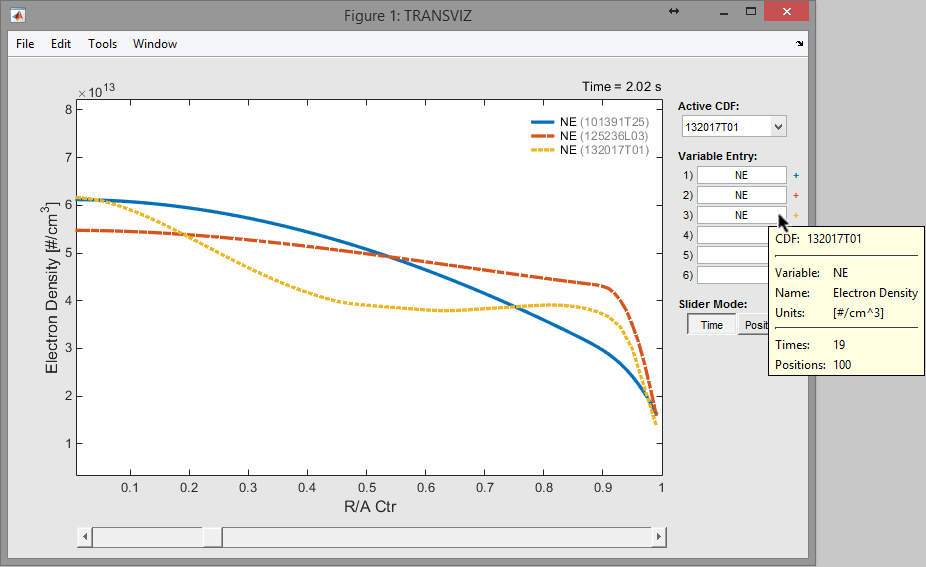 Figure 1: TRANSVIZ
File Edit Tools Window
×10^13
Time = 2.02 s
8
7
6
5
4
3
2
1
Electron Density [#/cm^3]
NE (101391T25)
NE (125236L03)
NE (132017T01)
0.1 0.2 0.3 0.4 0.5 0.6 0.7 0.8 0.9 1
R/A Ctr
Active CDF:
132017T01
Variable Entry:
1) NE +
2) NE +
3) NE +
4)
5)
6)
Slider Mode:
Time Posit
CDF: 132017T01
Variable: NE
Name: Electron Density
Units: [#/cm^3]
Times: 19
Positions: 100